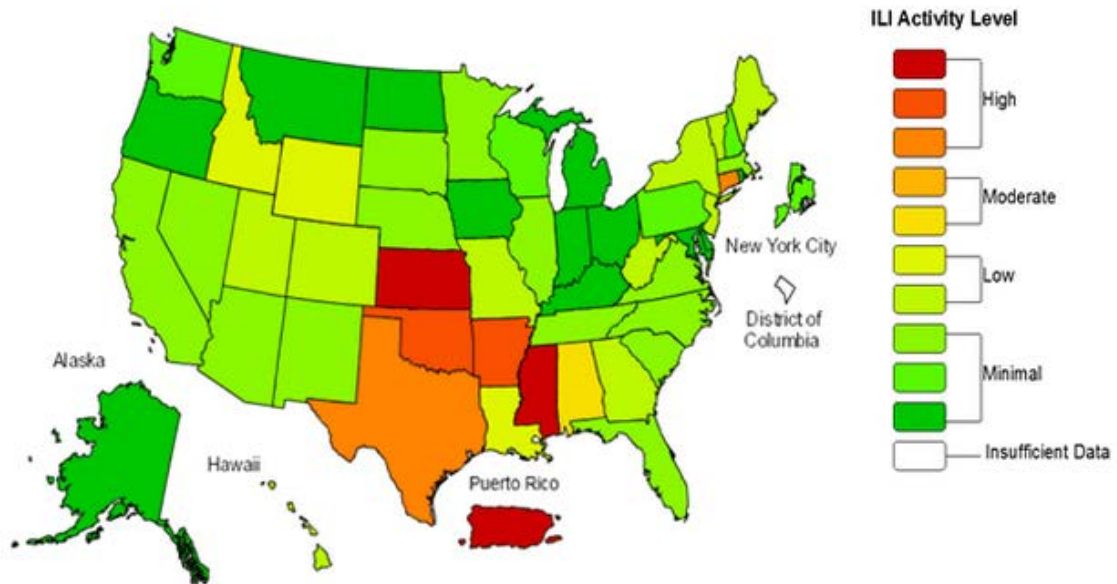 ILI Activity Level
High
Moderate
Low
Minimal
Insufficient Data
New York City
District of
Columbia
Alaska
Hawaii
Puerto Rico